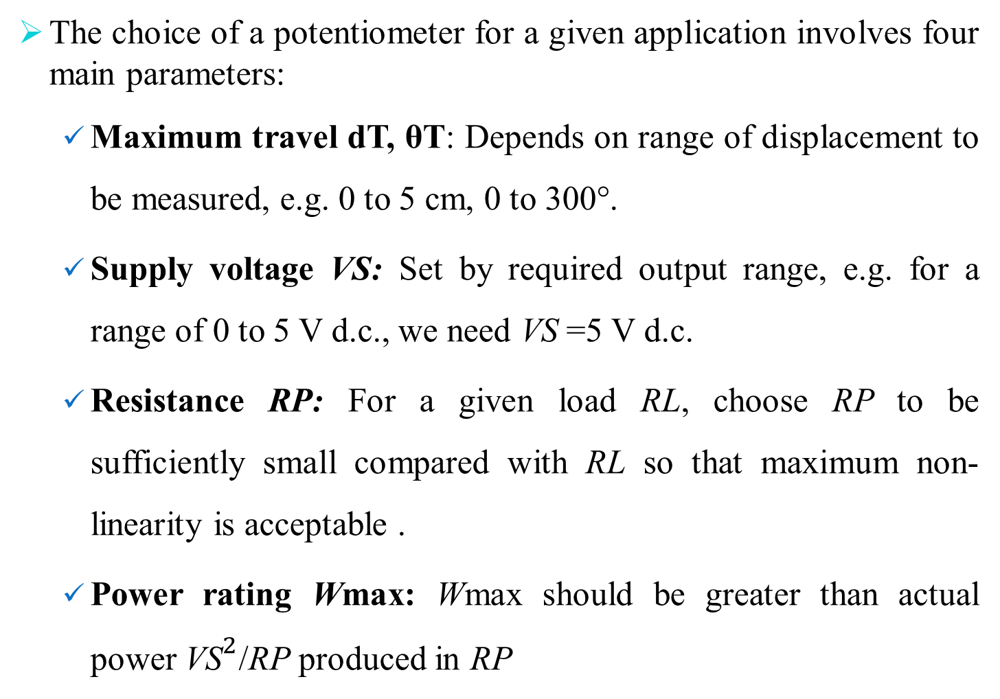 ➢ The choice of a potentiometer for a given application involves four
main parameters:
✓ Maximum travel dT, θT: Depends on range of displacement to
be measured, e.g. 0 to 5 cm, 0 to 300°.
✓ Supply voltage VS: Set by required output range, e.g. for a
range of 0 to 5 V d.c., we need VS =5 V d.c.
✓ Resistance RP: For a given load RL, choose RP to be
sufficiently small compared with RL so that maximum non-
linearity is acceptable .
✓ Power rating Wmax: Wmax should be greater than actual
power VS²/RP produced in RP